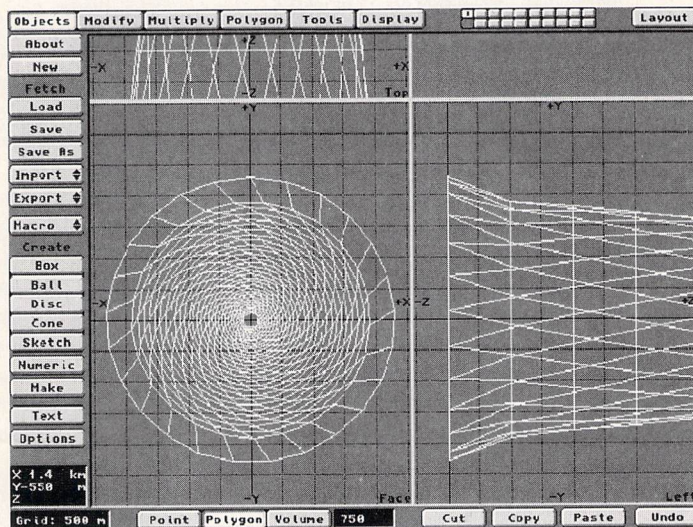 Objects Modify Multiply Polygon Tools Display Layout
About
New
Fetch
Load
Save
Save As
Import
Export
Macro
Create
Box
Ball
Disc
Cone
Sketch
Numeric
Make
Text
Options
X 1.4 km
Y-550 m
Z
Grid: 500 m
+Z
-X +X
-Z Top
+Y
-X +X
-Y Face
+Y
-Z +Z
-Y Left
Point Polygon Volume 750 Cut Copy Paste Undo